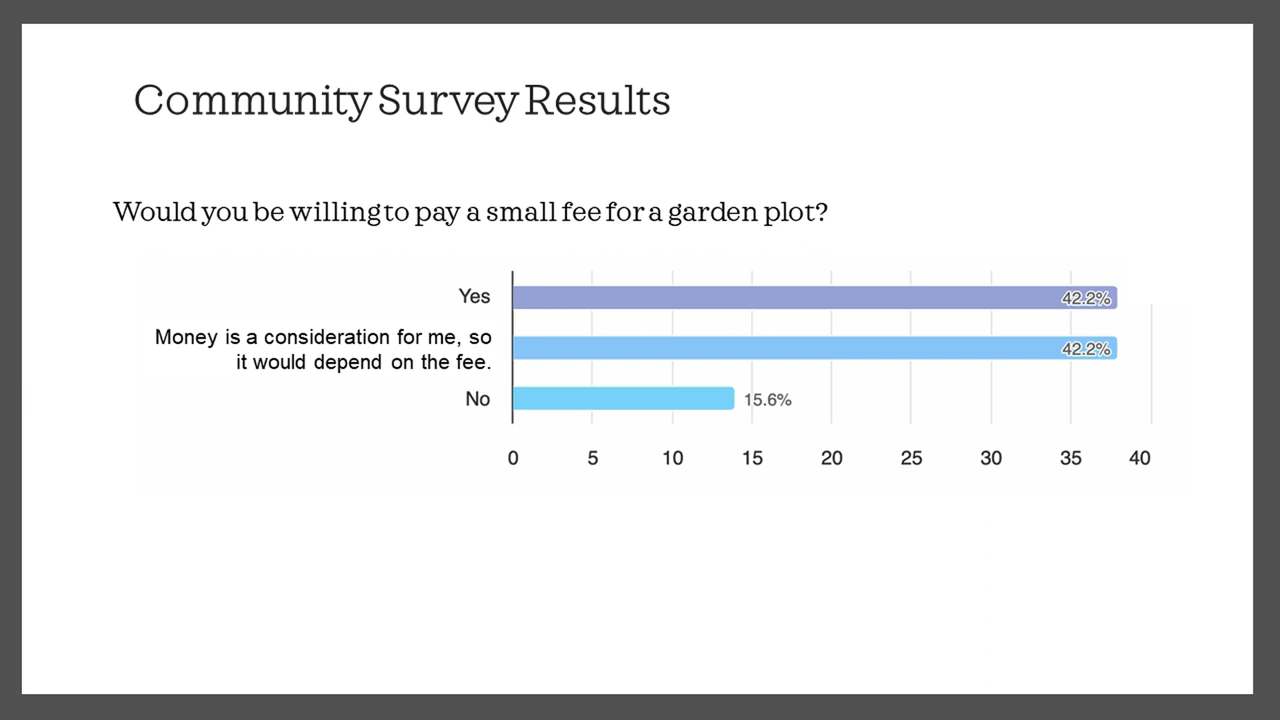 Community Survey Results
Would you be willing to pay a small fee for a garden plot?
Yes 42.2%
Money is a consideration for me, so
it would depend on the fee. 42.2%
No 15.6%
0 5 10 15 20 25 30 35 40